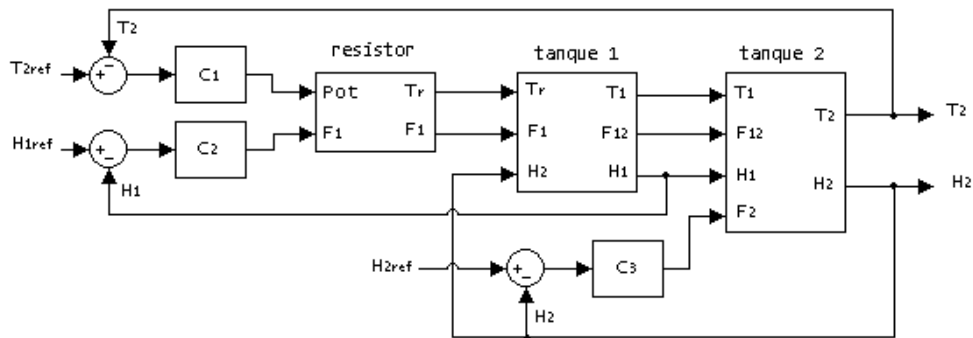 T2
resistor
tanque 1
tanque 2
T2ref
+
−
C1
Pot
Tr
Tr
T1
T1
T2
T2
F1
F1
F1
F12
F12
H1ref
+
−
C2
H1
H2
H1
H1
H2
H2
F2
H2ref
+
−
C3
H2